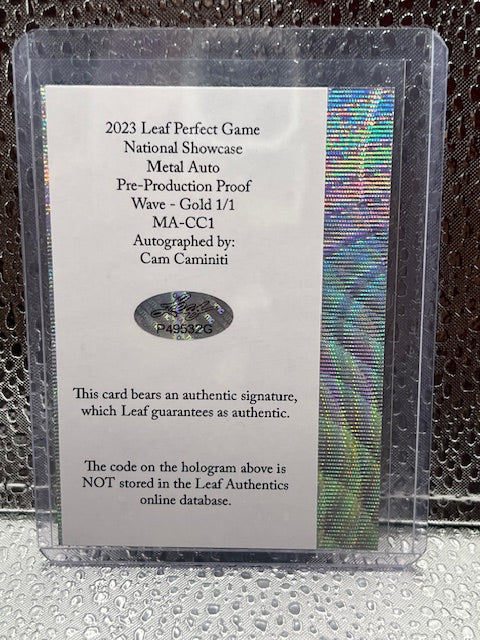 2023 Leaf Perfect Game
National Showcase
Metal Auto
Pre-Production Proof
Wave - Gold 1/1
MA-CC1
Autographed by:
Cam Caminiti
Leaf
P49532G
This card bears an authentic signature,
which Leaf guarantees as authentic.
The code on the hologram above is
NOT stored in the Leaf Authentics
online database.